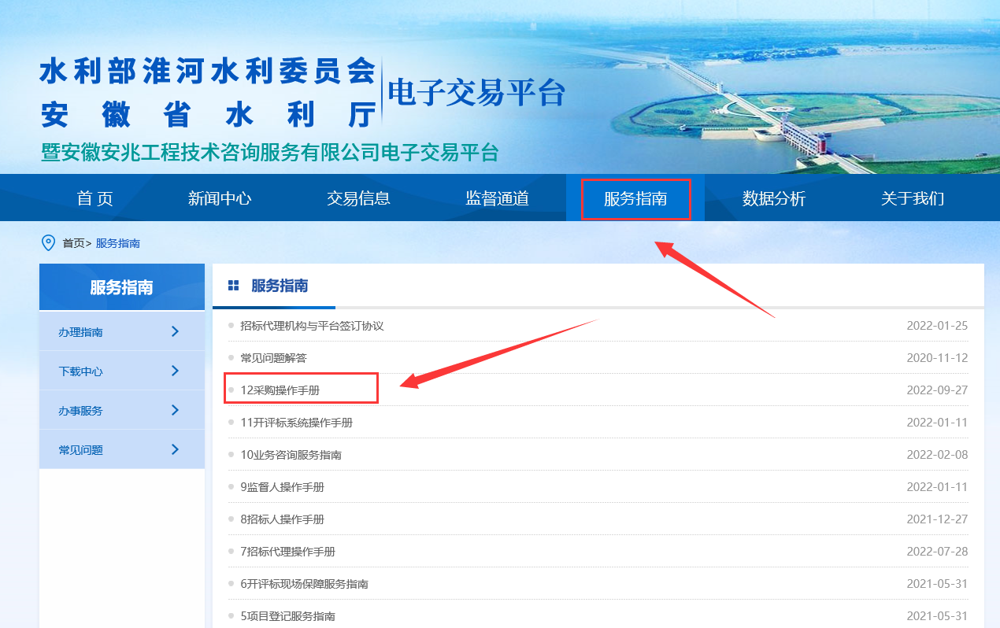 水利部淮河水利委员会
安徽省水利厅
电子交易平台
暨安徽安兆工程技术咨询服务有限公司电子交易平台
首 页 新闻中心 交易信息 监督通道 服务指南 数据分析 关于我们
首页> 服务指南
服务指南
办理指南
下载中心
办事服务
常见问题
服务指南
招标代理机构与平台签订协议 2022-01-25
常见问题解答 2020-11-12
12采购操作手册 2022-09-27
11开评标系统操作手册 2022-01-11
10业务咨询服务指南 2022-02-08
9监督人操作手册 2022-01-11
8招标人操作手册 2021-12-27
7招标代理操作手册 2022-07-28
6开评标现场保障服务指南 2021-05-31
5项目登记服务指南 2021-05-31